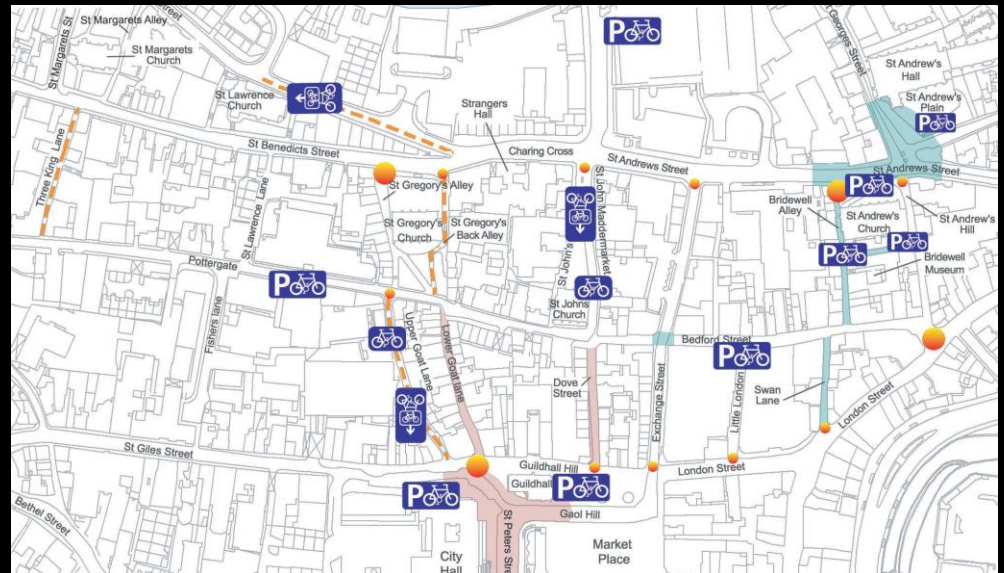 St Margarets Alley
St Margarets St
St Margarets
Church
Street
St Georges Street
P
St Andrew's
Hall
St Andrew's
Plain
P
St Lawrence
Church
Strangers
Hall
Three King Lane
St Benedicts Street
Charing Cross
St Andrews Street
St Andrews Street
P
St Gregory's Alley
St John Maddermarket
Bridewell
Alley
St Andrew's
Church
St Andrew's
Hill
St Lawrence Lane
St Gregory's
Church
St Gregory's
Back Alley
St John's
P
P
Bridewell
Museum
Pottergate
P
St Johns
Church
Fishers lane
Upper Goat Lane
Lower Goat lane
Bedford Street
P
Dove
Street
Exchange Street
Little London
Swan
Lane
London Street
St Giles Street
Guildhall Hill
London Street
Guildhall
P
P
Gaol Hill
Bethel Street
St Peters Stre
City
Hall
Market
Place